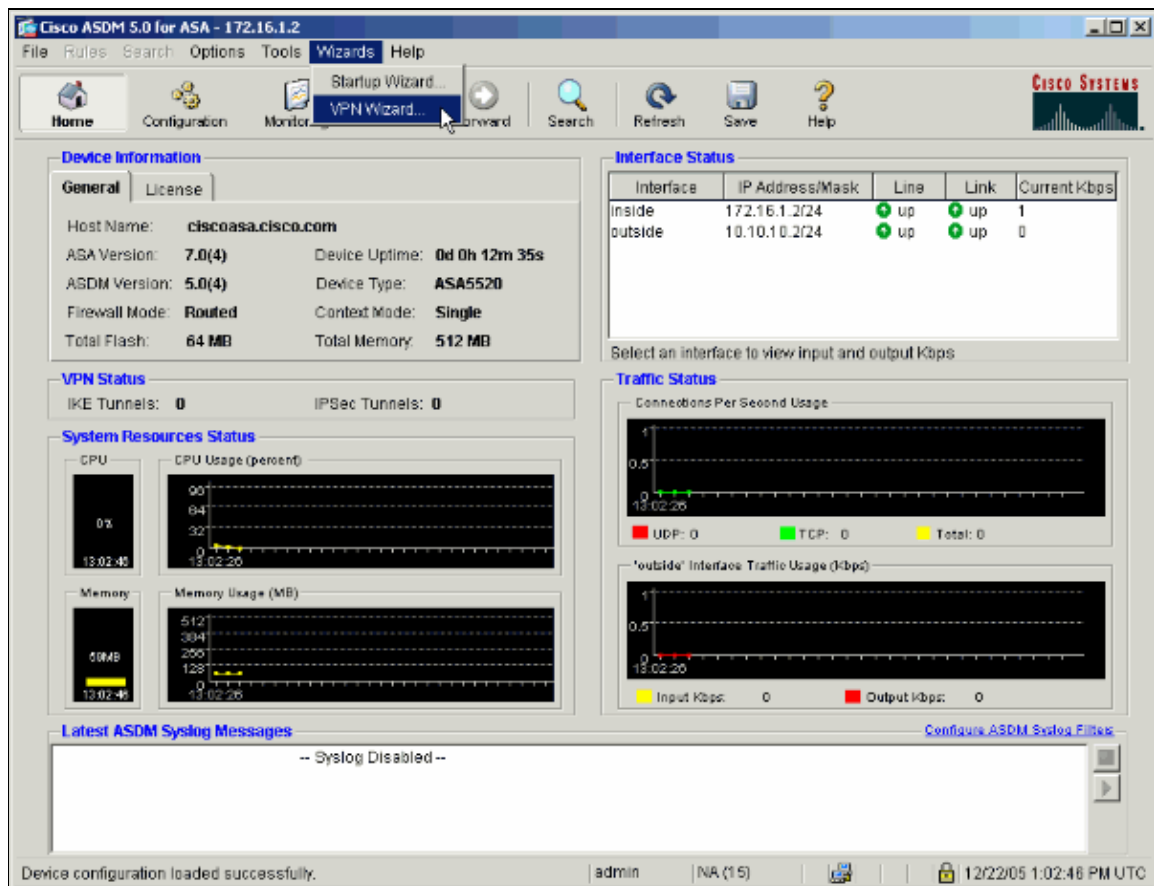 Cisco ASDM 5.0 for ASA - 172.16.1.2
File Rules Search Options Tools Wizards Help
Startup Wizard...
VPN Wizard...
Home Configuration Monitor orward Search Refresh Save Help
CISCO SYSTEMS
Device Information
General License
Host Name: ciscoasa.cisco.com
ASA Version: 7.0(4) Device Uptime: 0d 0h 12m 35s
ASDM Version: 5.0(4) Device Type: ASA5520
Firewall Mode: Routed Context Mode: Single
Total Flash: 64 MB Total Memory: 512 MB
Interface Status
Interface IP Address/Mask Line Link Current Kbps
inside 172.16.1.2/24 up up 1
outside 10.10.10.2/24 up up 0
Select an interface to view input and output Kbps
VPN Status
IKE Tunnels: 0 IPSec Tunnels: 0
System Resources Status
CPU
0%
13:02:46
CPU Usage (percent)
96
64
32
0
13:02:26
Memory
59MB
13:02:46
Memory Usage (MB)
512
384
256
128
0
13:02:26
Traffic Status
Connections Per Second Usage
1
0.5
0
13:02:26
UDP: 0 TCP: 0 Total: 0
'outside' Interface Traffic Usage (Kbps)
1
0.5
0
13:02:26
Input Kbps: 0 Output Kbps: 0
Latest ASDM Syslog Messages
Configure ASDM Syslog Filters
-- Syslog Disabled --
Device configuration loaded successfully. admin NA (15) 12/22/05 1:02:46 PM UTC